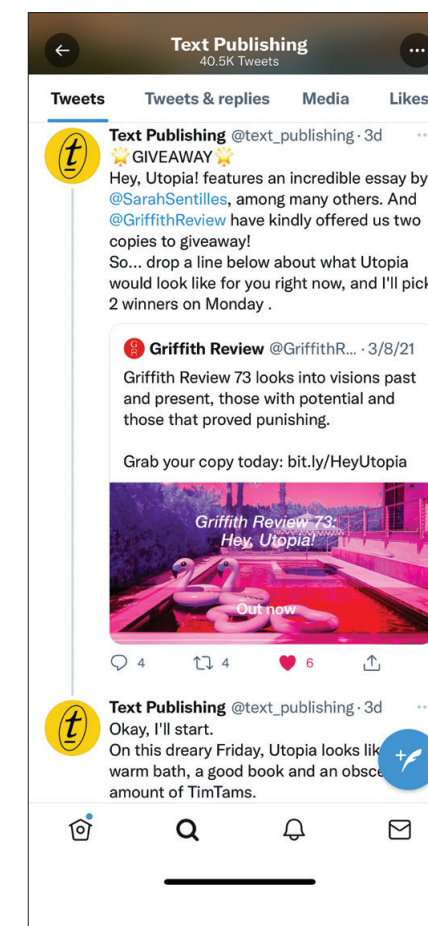 Text Publishing
40.5K Tweets
Tweets Tweets & replies Media Likes
Text Publishing @text_publishing · 3d
🌟GIVEAWAY🌟
Hey, Utopia! features an incredible essay by
@SarahSentilles, among many others. And
@GriffithReview have kindly offered us two
copies to giveaway!
So... drop a line below about what Utopia
would look like for you right now, and I'll pick
2 winners on Monday .
Griffith Review @GriffithR... · 3/8/21
Griffith Review 73 looks into visions past
and present, those with potential and
those that proved punishing.
Grab your copy today: bit.ly/HeyUtopia
Griffith Review 73:
Hey, Utopia!
Out now
4 4 6
Text Publishing @text_publishing · 3d
Okay, I'll start.
On this dreary Friday, Utopia looks lik
warm bath, a good book and an obsce
amount of TimTams.